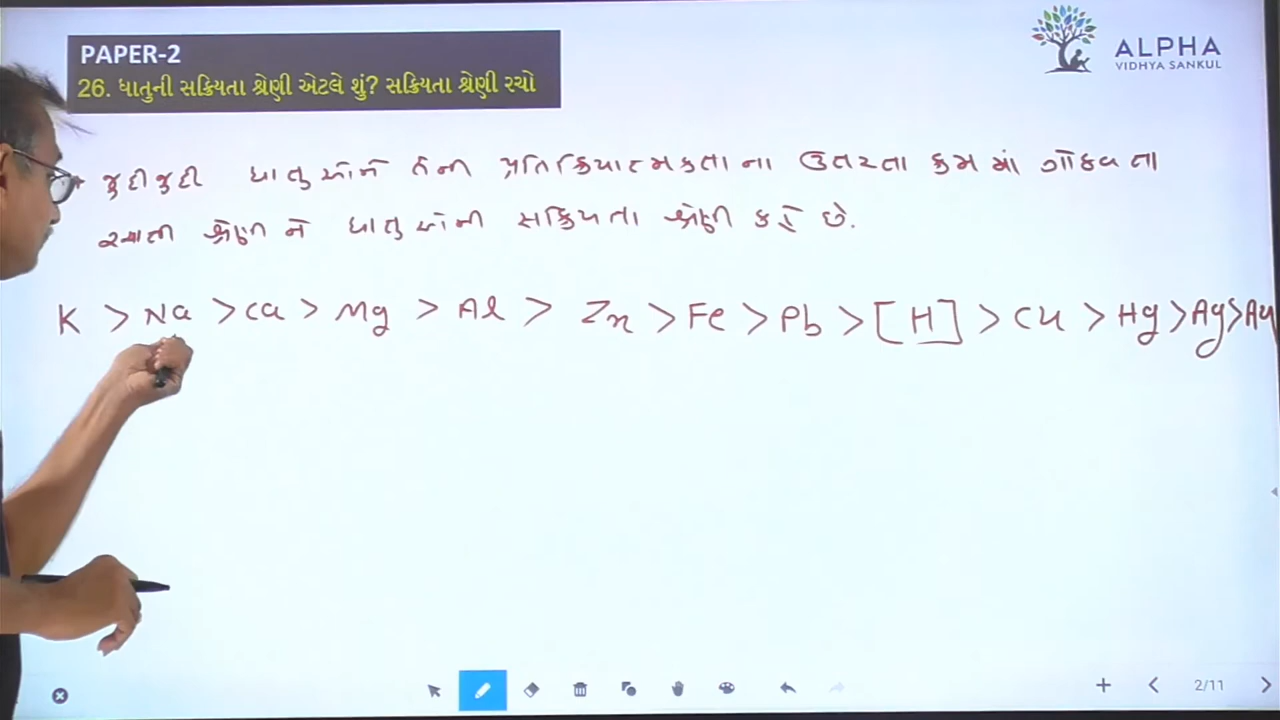 PAPER-2
26. ધાતુની સક્રિયતા શ્રેણી એટલે શું? સક્રિયતા શ્રેણી રચો
ALPHA
VIDHYA SANKUL
જુદીજુદી ધાતુઓને તેની પ્રતિક્રિયાત્મકતાના ઉતરતા ક્રમમાં ગોઠવતા
રચાતી શ્રેણીને ધાતુઓની સક્રિયતા શ્રેણી કહે છે.
K > Na > Ca > Mg > Al > Zn > Fe > Pb > [H] > Cu > Hg > Ag > Au
2/11